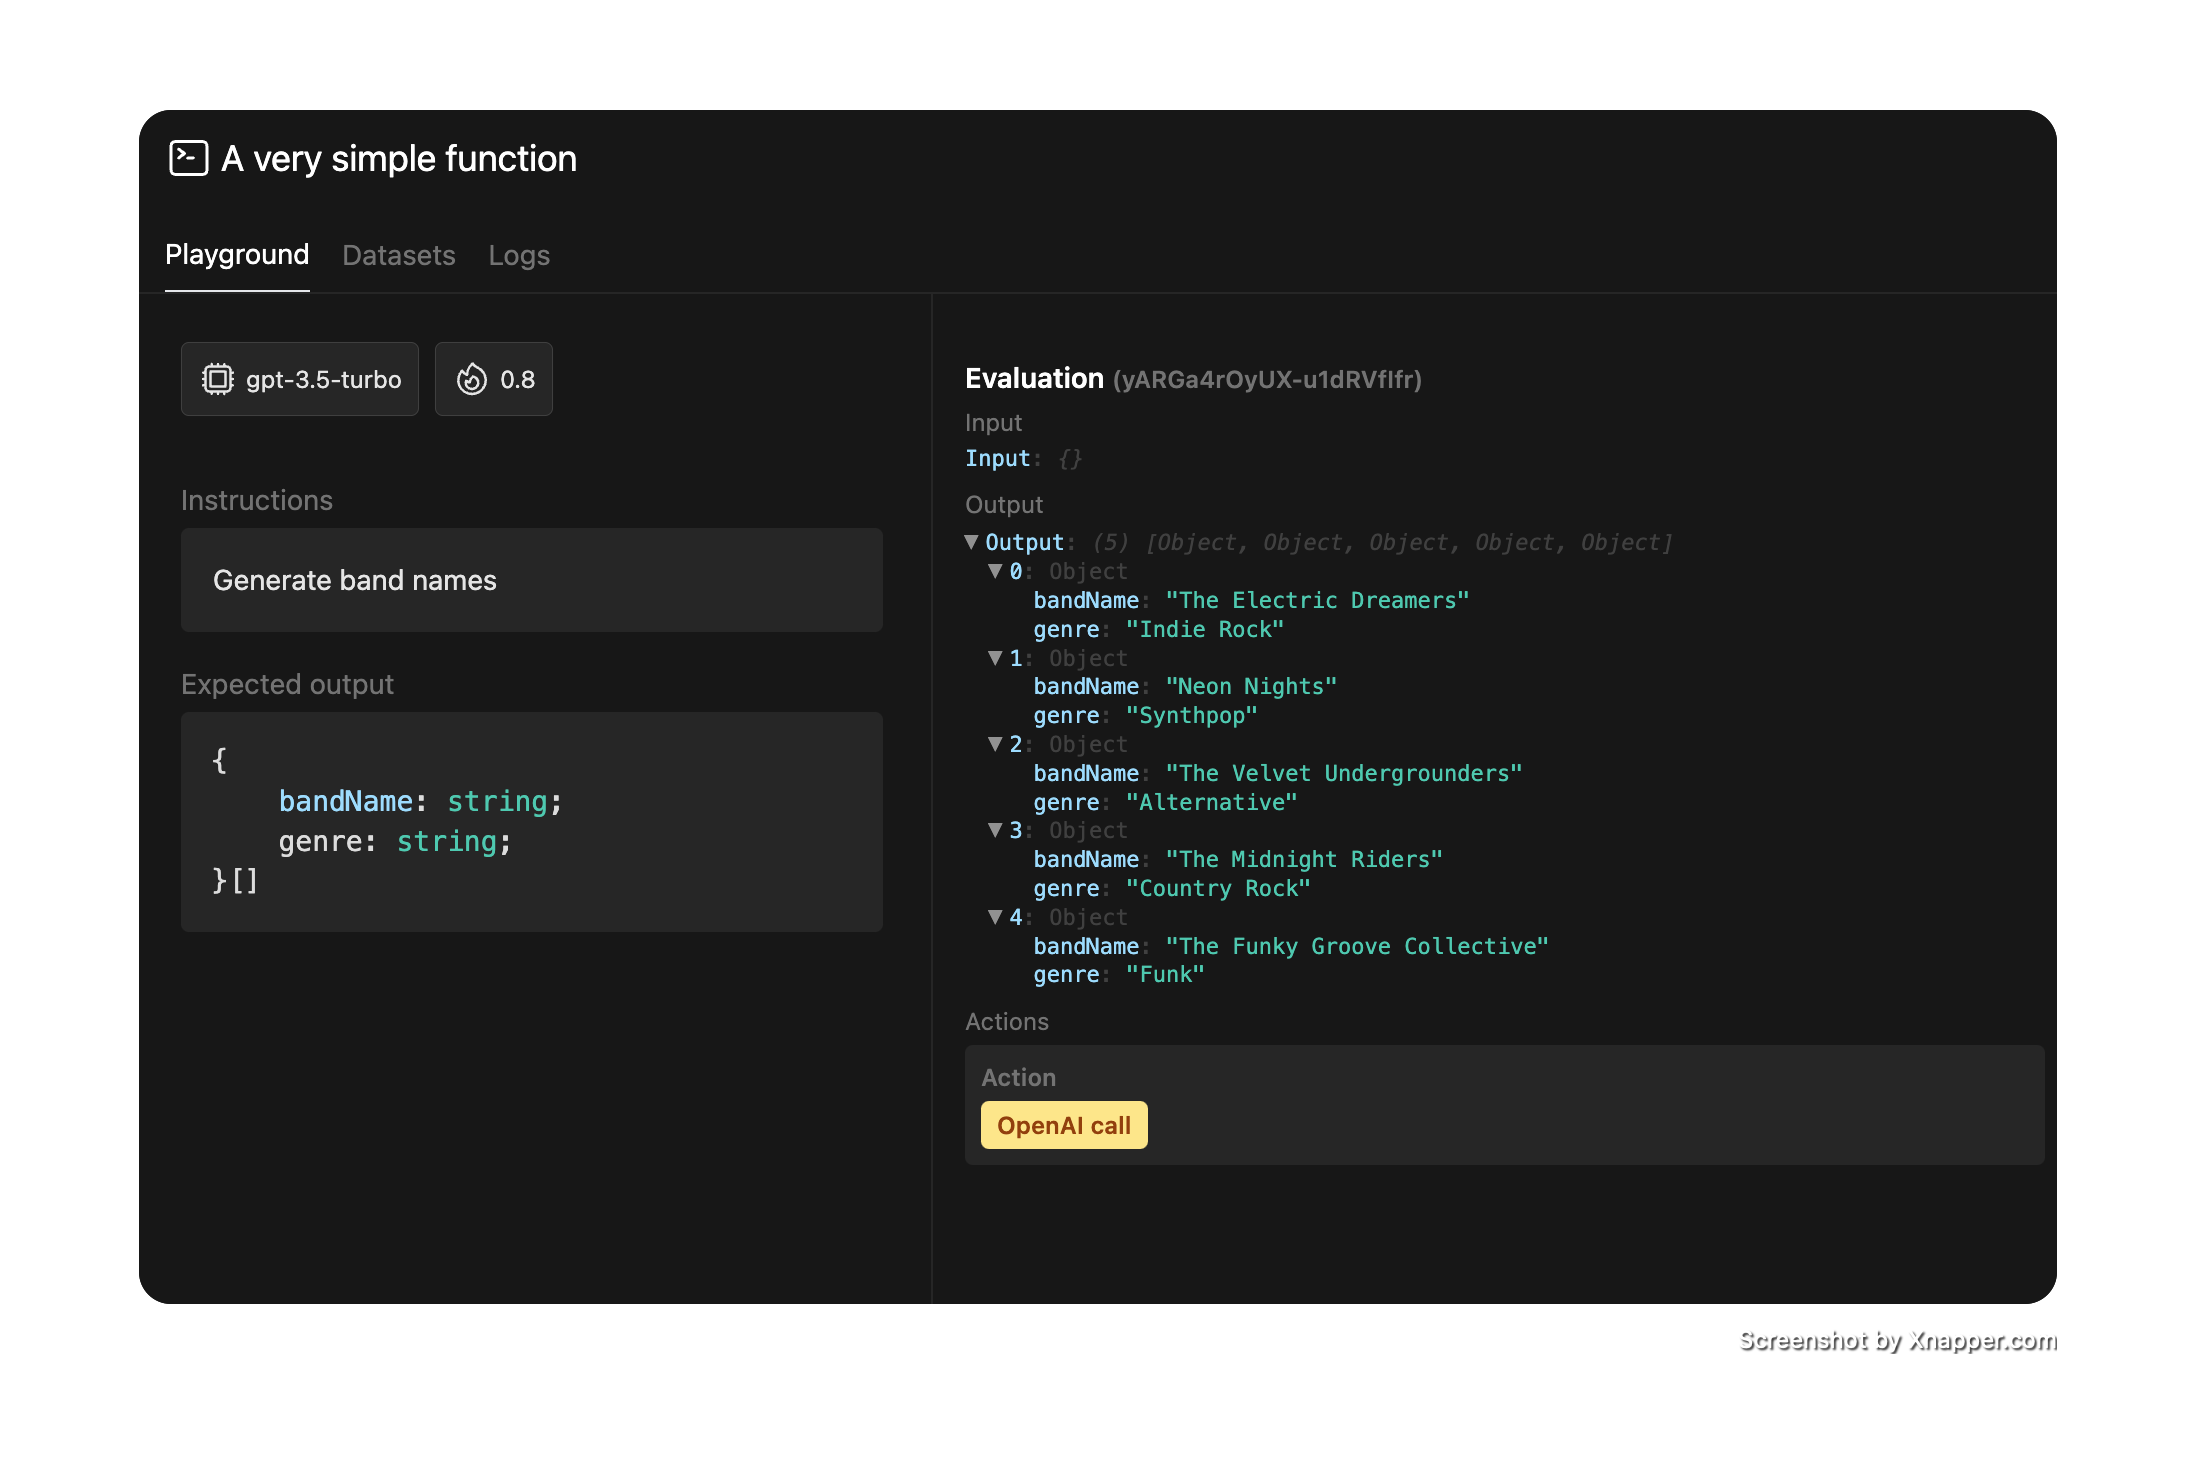 A very simple function
Playground Datasets Logs
gpt-3.5-turbo 0.8
Instructions
Generate band names
Expected output
{
bandName: string;
genre: string;
}[]
Evaluation (yARGa4rOyUX-u1dRVfIfr)
Input
Input: {}
Output
Output: (5) [Object, Object, Object, Object, Object]
0: Object
bandName: "The Electric Dreamers"
genre: "Indie Rock"
1: Object
bandName: "Neon Nights"
genre: "Synthpop"
2: Object
bandName: "The Velvet Undergrounders"
genre: "Alternative"
3: Object
bandName: "The Midnight Riders"
genre: "Country Rock"
4: Object
bandName: "The Funky Groove Collective"
genre: "Funk"
Actions
Action
OpenAI call
Screenshot by Xnapper.com